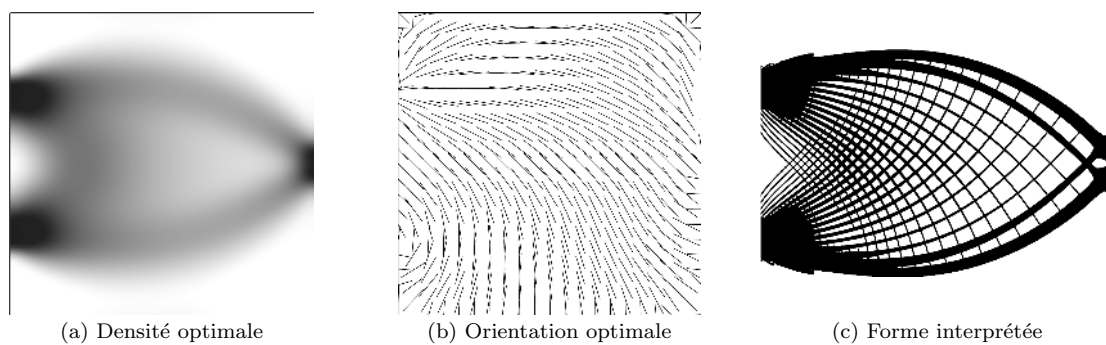 (a) Densité optimale
(b) Orientation optimale
(c) Forme interprétée